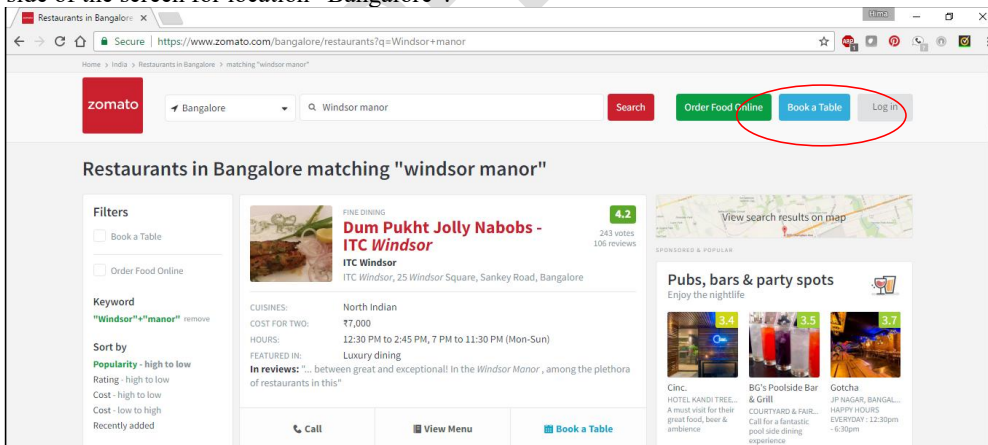 side of the screen for location "Bangalore".
Restaurants in Bangalore
Hima
Secure | https://www.zomato.com/bangalore/restaurants?q=Windsor+manor
Home > India > Restaurants in Bangalore > matching "windsor manor"
zomato
Bangalore
Windsor manor
Search
Order Food Online
Book a Table
Log in
Restaurants in Bangalore matching "windsor manor"
Filters
Book a Table
Order Food Online
Keyword
"Windsor"+"manor" remove
Sort by
Popularity - high to low
Rating - high to low
Cost - high to low
Cost - low to high
Recently added
FINE DINING
Dum Pukht Jolly Nabobs -
ITC Windsor
ITC Windsor
ITC Windsor, 25 Windsor Square, Sankey Road, Bangalore
4.2
243 votes
106 reviews
CUISINES: North Indian
COST FOR TWO: ₹7,000
HOURS: 12:30 PM to 2:45 PM, 7 PM to 11:30 PM (Mon-Sun)
FEATURED IN: Luxury dining
In reviews: "... between great and exceptional! In the Windsor Manor , among the plethora
of restaurants in this"
Call
View Menu
Book a Table
View search results on map
SPONSORED & POPULAR
Pubs, bars & party spots
Enjoy the nightlife
3.4
3.5
3.7
Cinc.
HOTEL KANDI TREE...
A must visit for their
great food, beer &
ambience
BG's Poolside Bar
& Grill
COURTYARD & FAIR...
Call for a fantastic
pool side dining
experience
Gotcha
JP NAGAR, BANGAL...
HAPPY HOURS
EVERYDAY : 12:30pm
- 6:30pm